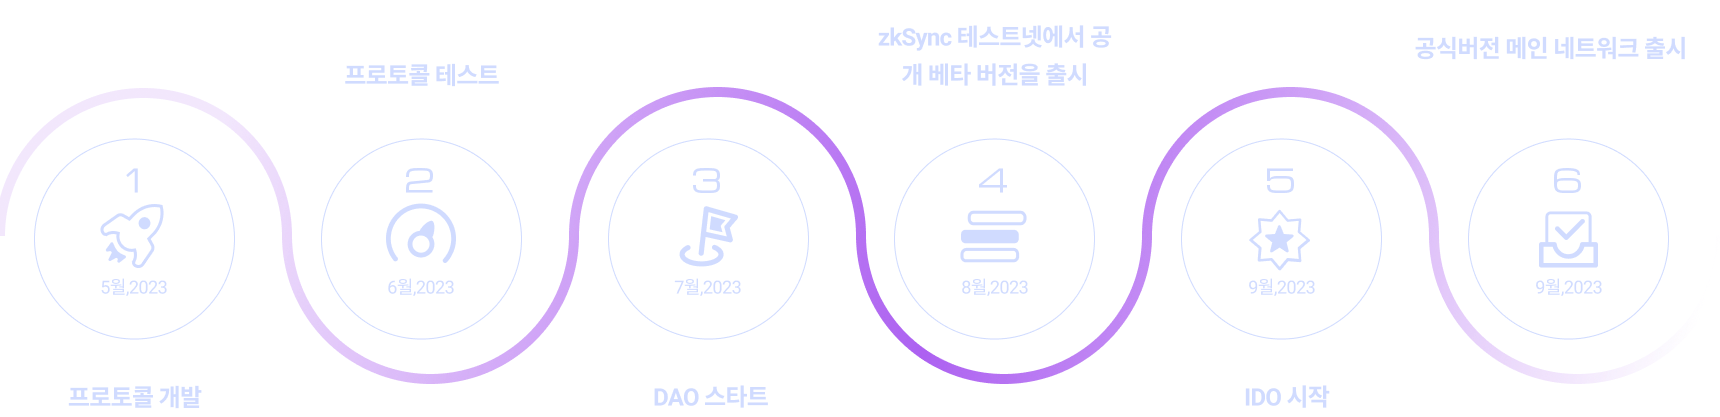 1
5월,2023
프로토콜 개발
프로토콜 테스트
2
6월,2023
3
7월,2023
DAO 스타트
zkSync 테스트넷에서 공
개 베타 버전을 출시
4
8월,2023
5
9월,2023
IDO 시작
공식버전 메인 네트워크 출시
6
9월,2023